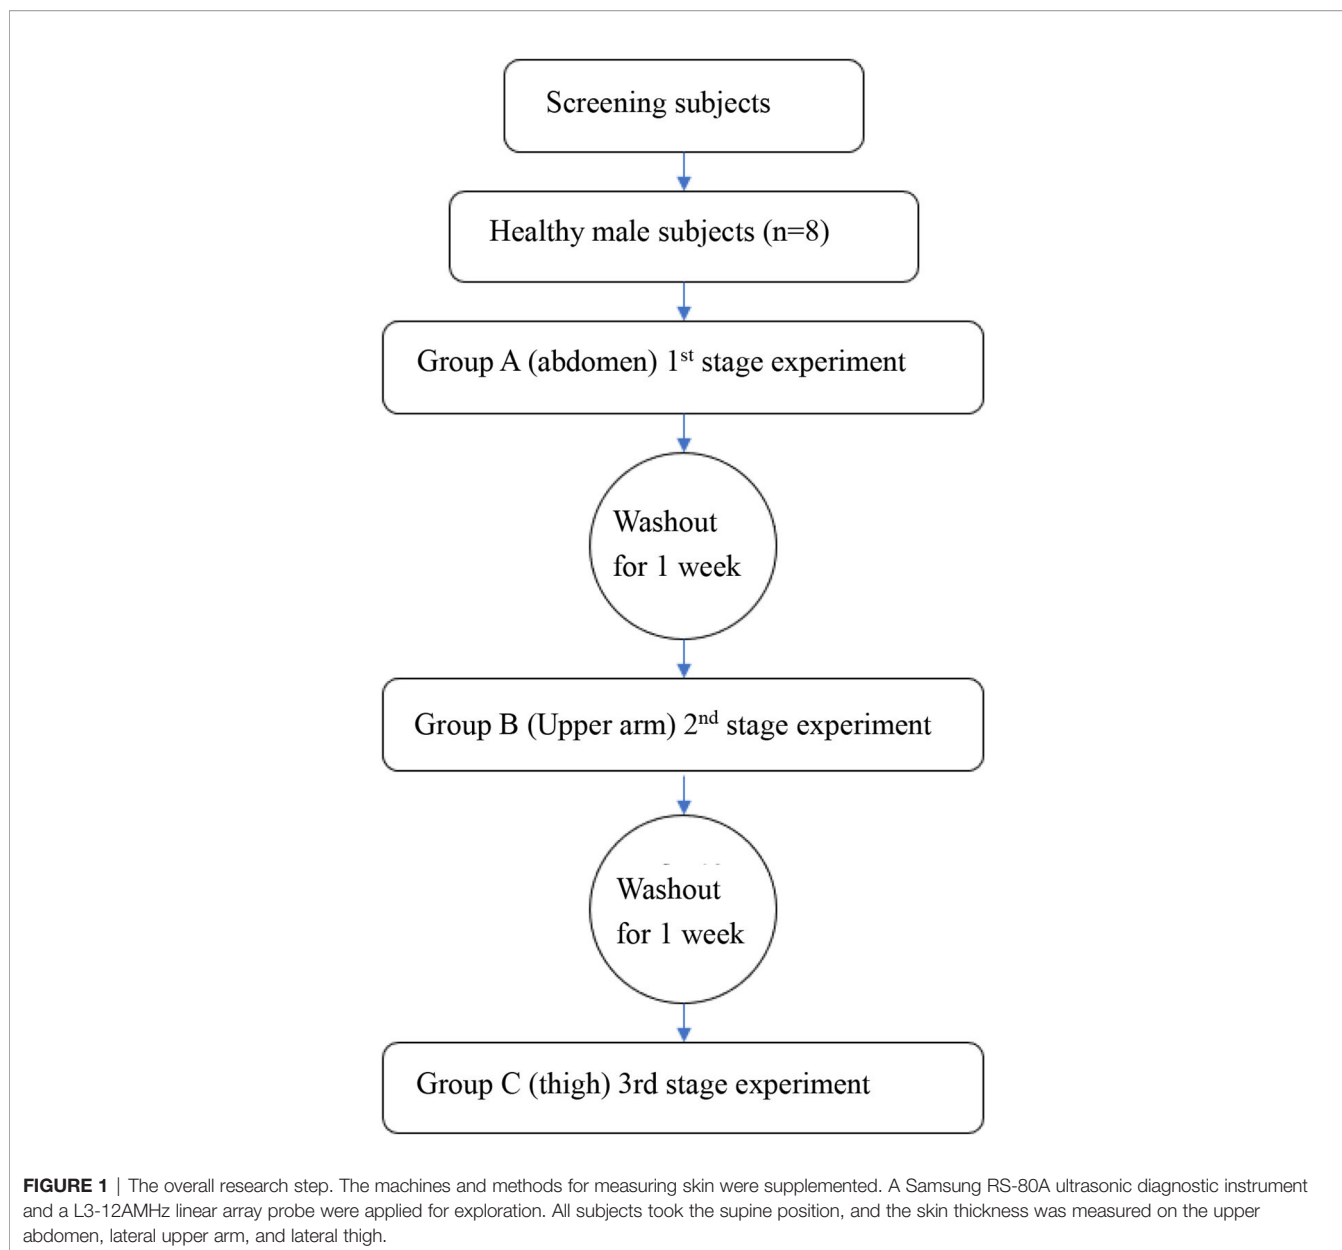 Screening subjects
Healthy male subjects (n=8)
Group A (abdomen) 1st stage experiment
Washout
for 1 week
Group B (Upper arm) 2nd stage experiment
Washout
for 1 week
Group C (thigh) 3rd stage experiment
FIGURE 1 | The overall research step. The machines and methods for measuring skin were supplemented. A Samsung RS-80A ultrasonic diagnostic instrument
and a L3-12AMHz linear array probe were applied for exploration. All subjects took the supine position, and the skin thickness was measured on the upper
abdomen, lateral upper arm, and lateral thigh.